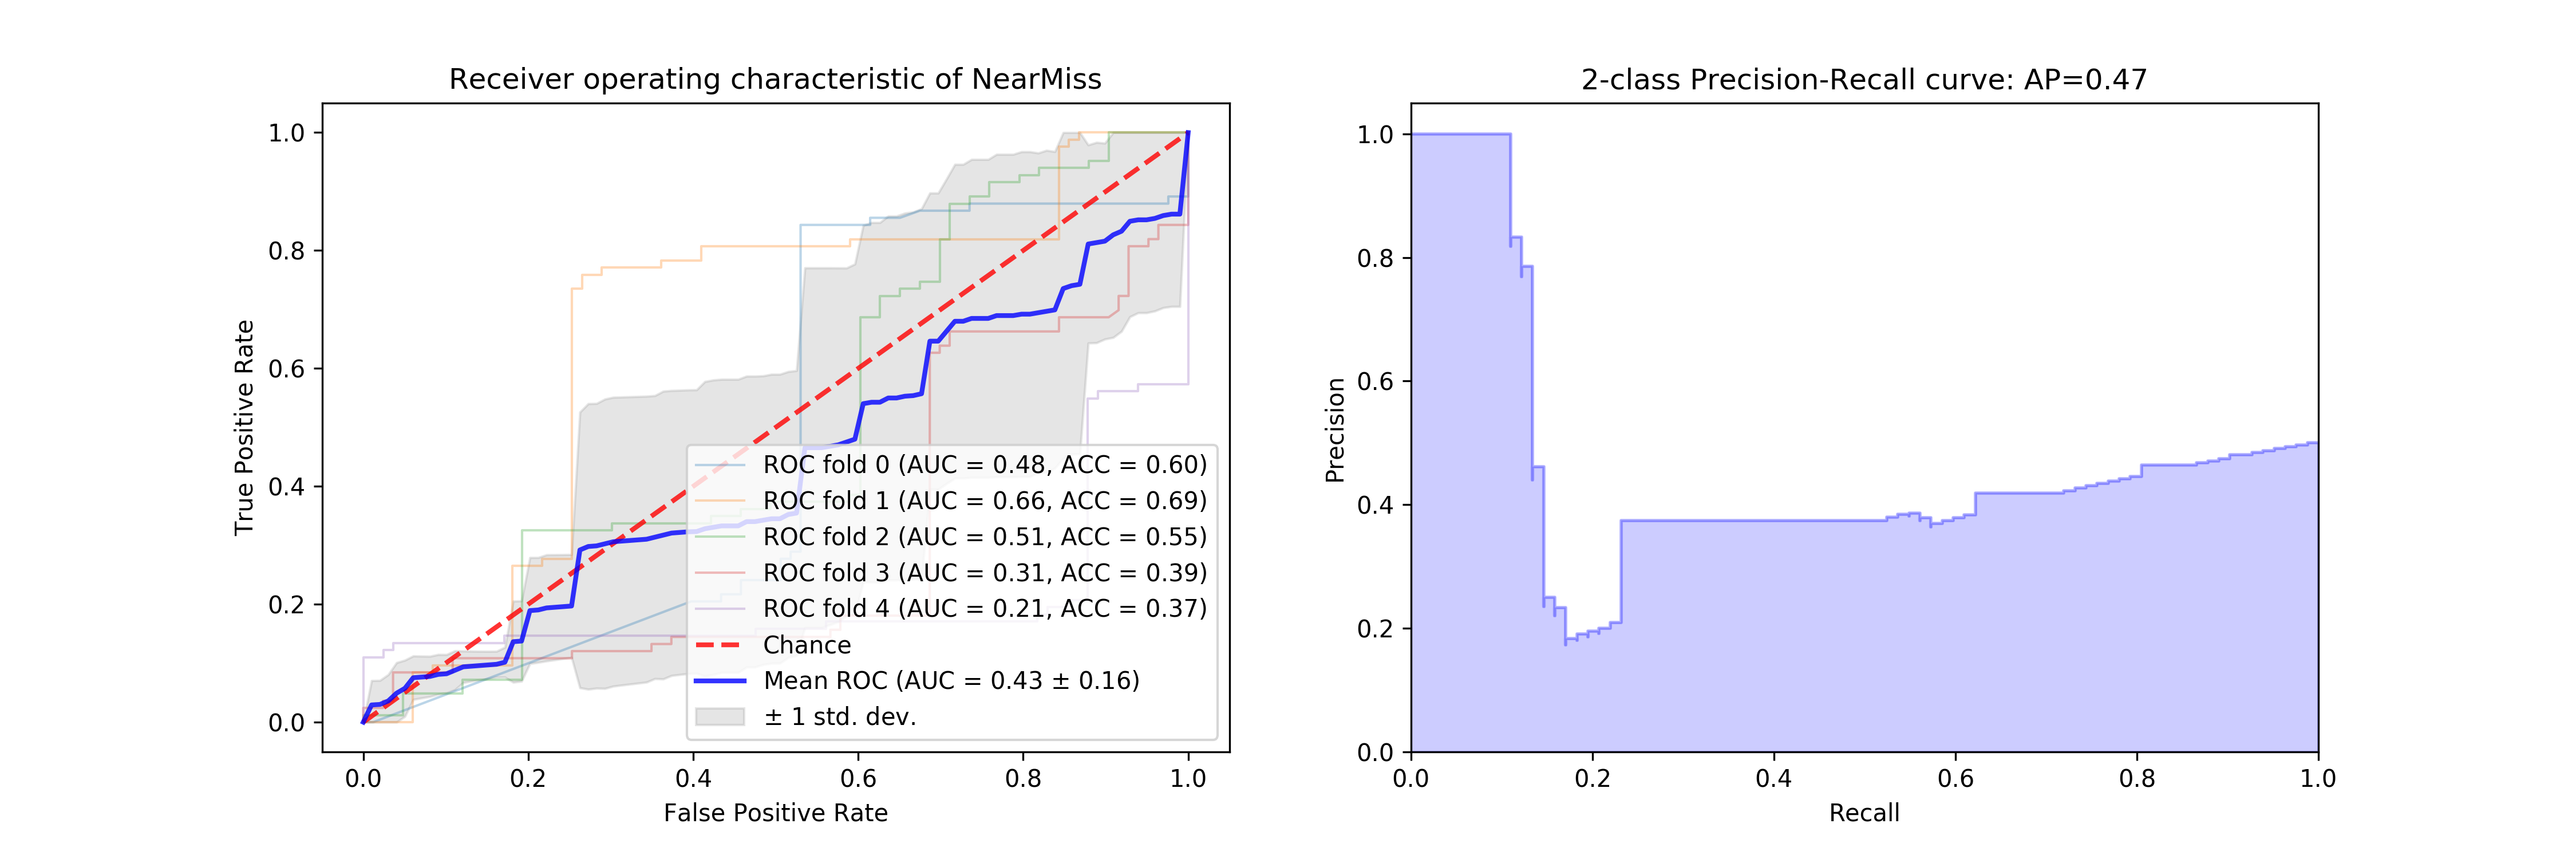 Receiver operating characteristic of NearMiss
True Positive Rate
1.0
0.8
0.6
0.4
0.2
0.0
ROC fold 0 (AUC = 0.48, ACC = 0.60)
ROC fold 1 (AUC = 0.66, ACC = 0.69)
ROC fold 2 (AUC = 0.51, ACC = 0.55)
ROC fold 3 (AUC = 0.31, ACC = 0.39)
ROC fold 4 (AUC = 0.21, ACC = 0.37)
Chance
Mean ROC (AUC = 0.43 ± 0.16)
± 1 std. dev.
0.0 0.2 0.4 0.6 0.8 1.0
False Positive Rate
2-class Precision-Recall curve: AP=0.47
Precision
1.0
0.8
0.6
0.4
0.2
0.0
0.0 0.2 0.4 0.6 0.8 1.0
Recall